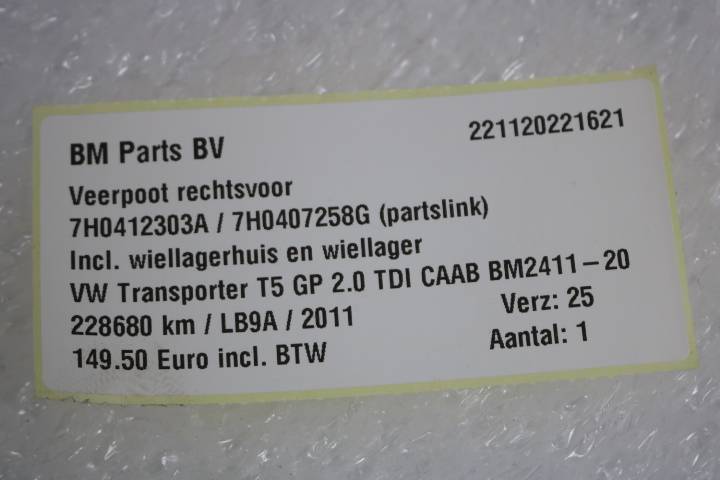 BM Parts BV 221120221621
Veerpoot rechtsvoor
7H0412303A / 7H0407258G (partslink)
Incl. wiellagerhuis en wiellager
VW Transporter T5 GP 2.0 TDI CAAB BM2411-20
228680 km / LB9A / 2011 Verz: 25
149.50 Euro incl. BTW Aantal: 1